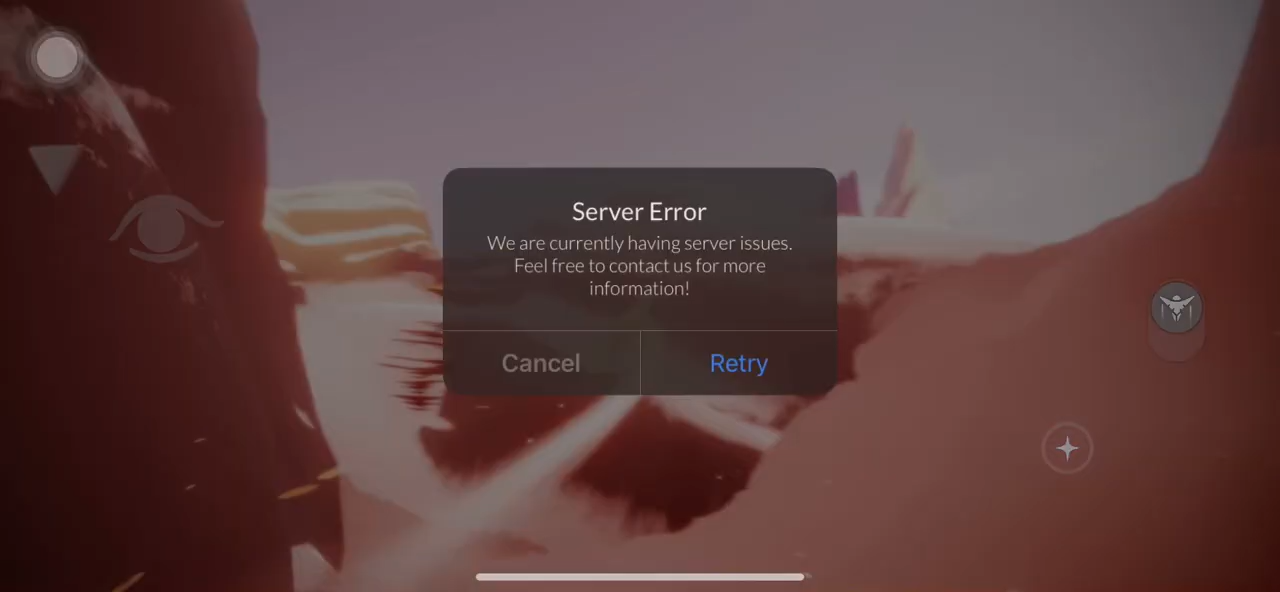 Server Error
We are currently having server issues.
Feel free to contact us for more
information!
Cancel
Retry